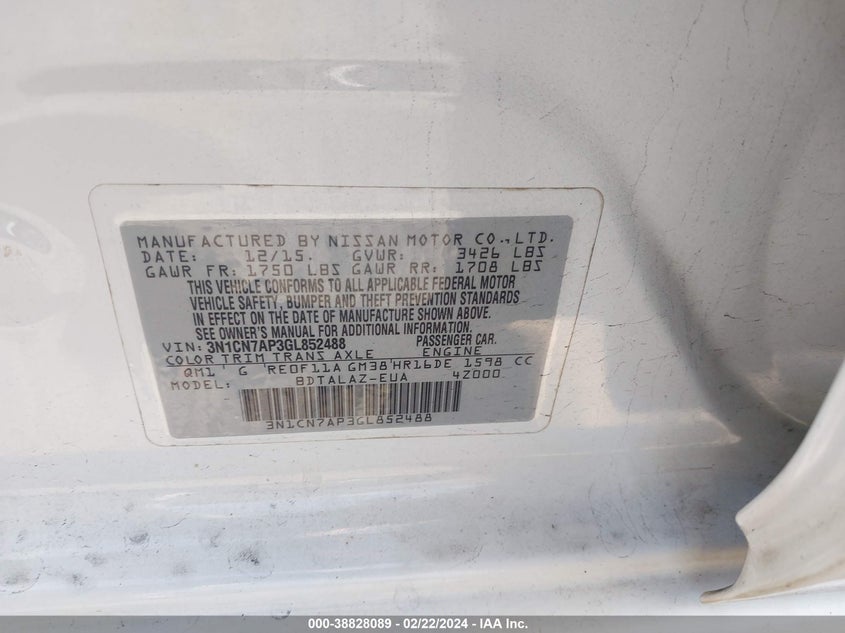 MANUFACTURED BY NISSAN MOTOR CO., LTD.
DATE: 12/15. GVWR: 3426 LBS
GAWR FR: 1750 LBS GAWR RR: 1708 LBS
THIS VEHICLE CONFORMS TO ALL APPLICABLE FEDERAL MOTOR
VEHICLE SAFETY, BUMPER AND THEFT PREVENTION STANDARDS
IN EFFECT ON THE DATE OF MANUFACTURE SHOWN ABOVE.
SEE OWNER'S MANUAL FOR ADDITIONAL INFORMATION.
VIN: 3N1CN7AP3GL852488 PASSENGER CAR.
COLOR TRIM TRANS AXLE ENGINE
QM1 G RE0F11A GM38 HR16DE 1598 CC
MODEL: BDTALAZ-EUA 4Z000
3N1CN7AP3GL852488
000-38828089 - 02/22/2024 - IAA Inc.